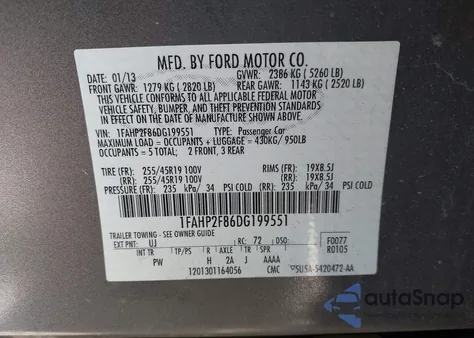 MFD. BY FORD MOTOR CO.
DATE: 01/13 GVWR: 2386 KG (5260 LB)
FRONT GAWR: 1279 KG (2820 LB) REAR GAWR: 1143 KG (2520 LB)
THIS VEHICLE CONFORMS TO ALL APPLICABLE FEDERAL MOTOR
VEHICLE SAFETY, BUMPER, AND THEFT PREVENTION STANDARDS
IN EFFECT ON THE DATE OF MANUFACTURE SHOWN ABOVE.
VIN: 1FAHP2F86DG199551 TYPE: Passenger Car
MAXIMUM LOAD = OCCUPANTS + LUGGAGE = 430KG/ 950LB
OCCUPANTS = 5 TOTAL; 2 FRONT, 3 REAR
TIRE (FR): 255/45R19 100V RIMS (FR): 19X8.5J
(RR): 255/45R19 100V (RR): 19X8.5J
PRESSURE (FR): 235 kPa/ 34 PSI COLD (RR): 235 kPa/ 34 PSI COLD
1FAHP2F86DG199551
TRAILER TOWING - SEE OWNER GUIDE
EXT PNT: UJ RC: 72 DSO: F0077
INT TR TP/PS R AXLE TR SPR R0105
PW H 2A J HHAA
1201301164056 CMC 5U5A-5420472-AA
autoSnap